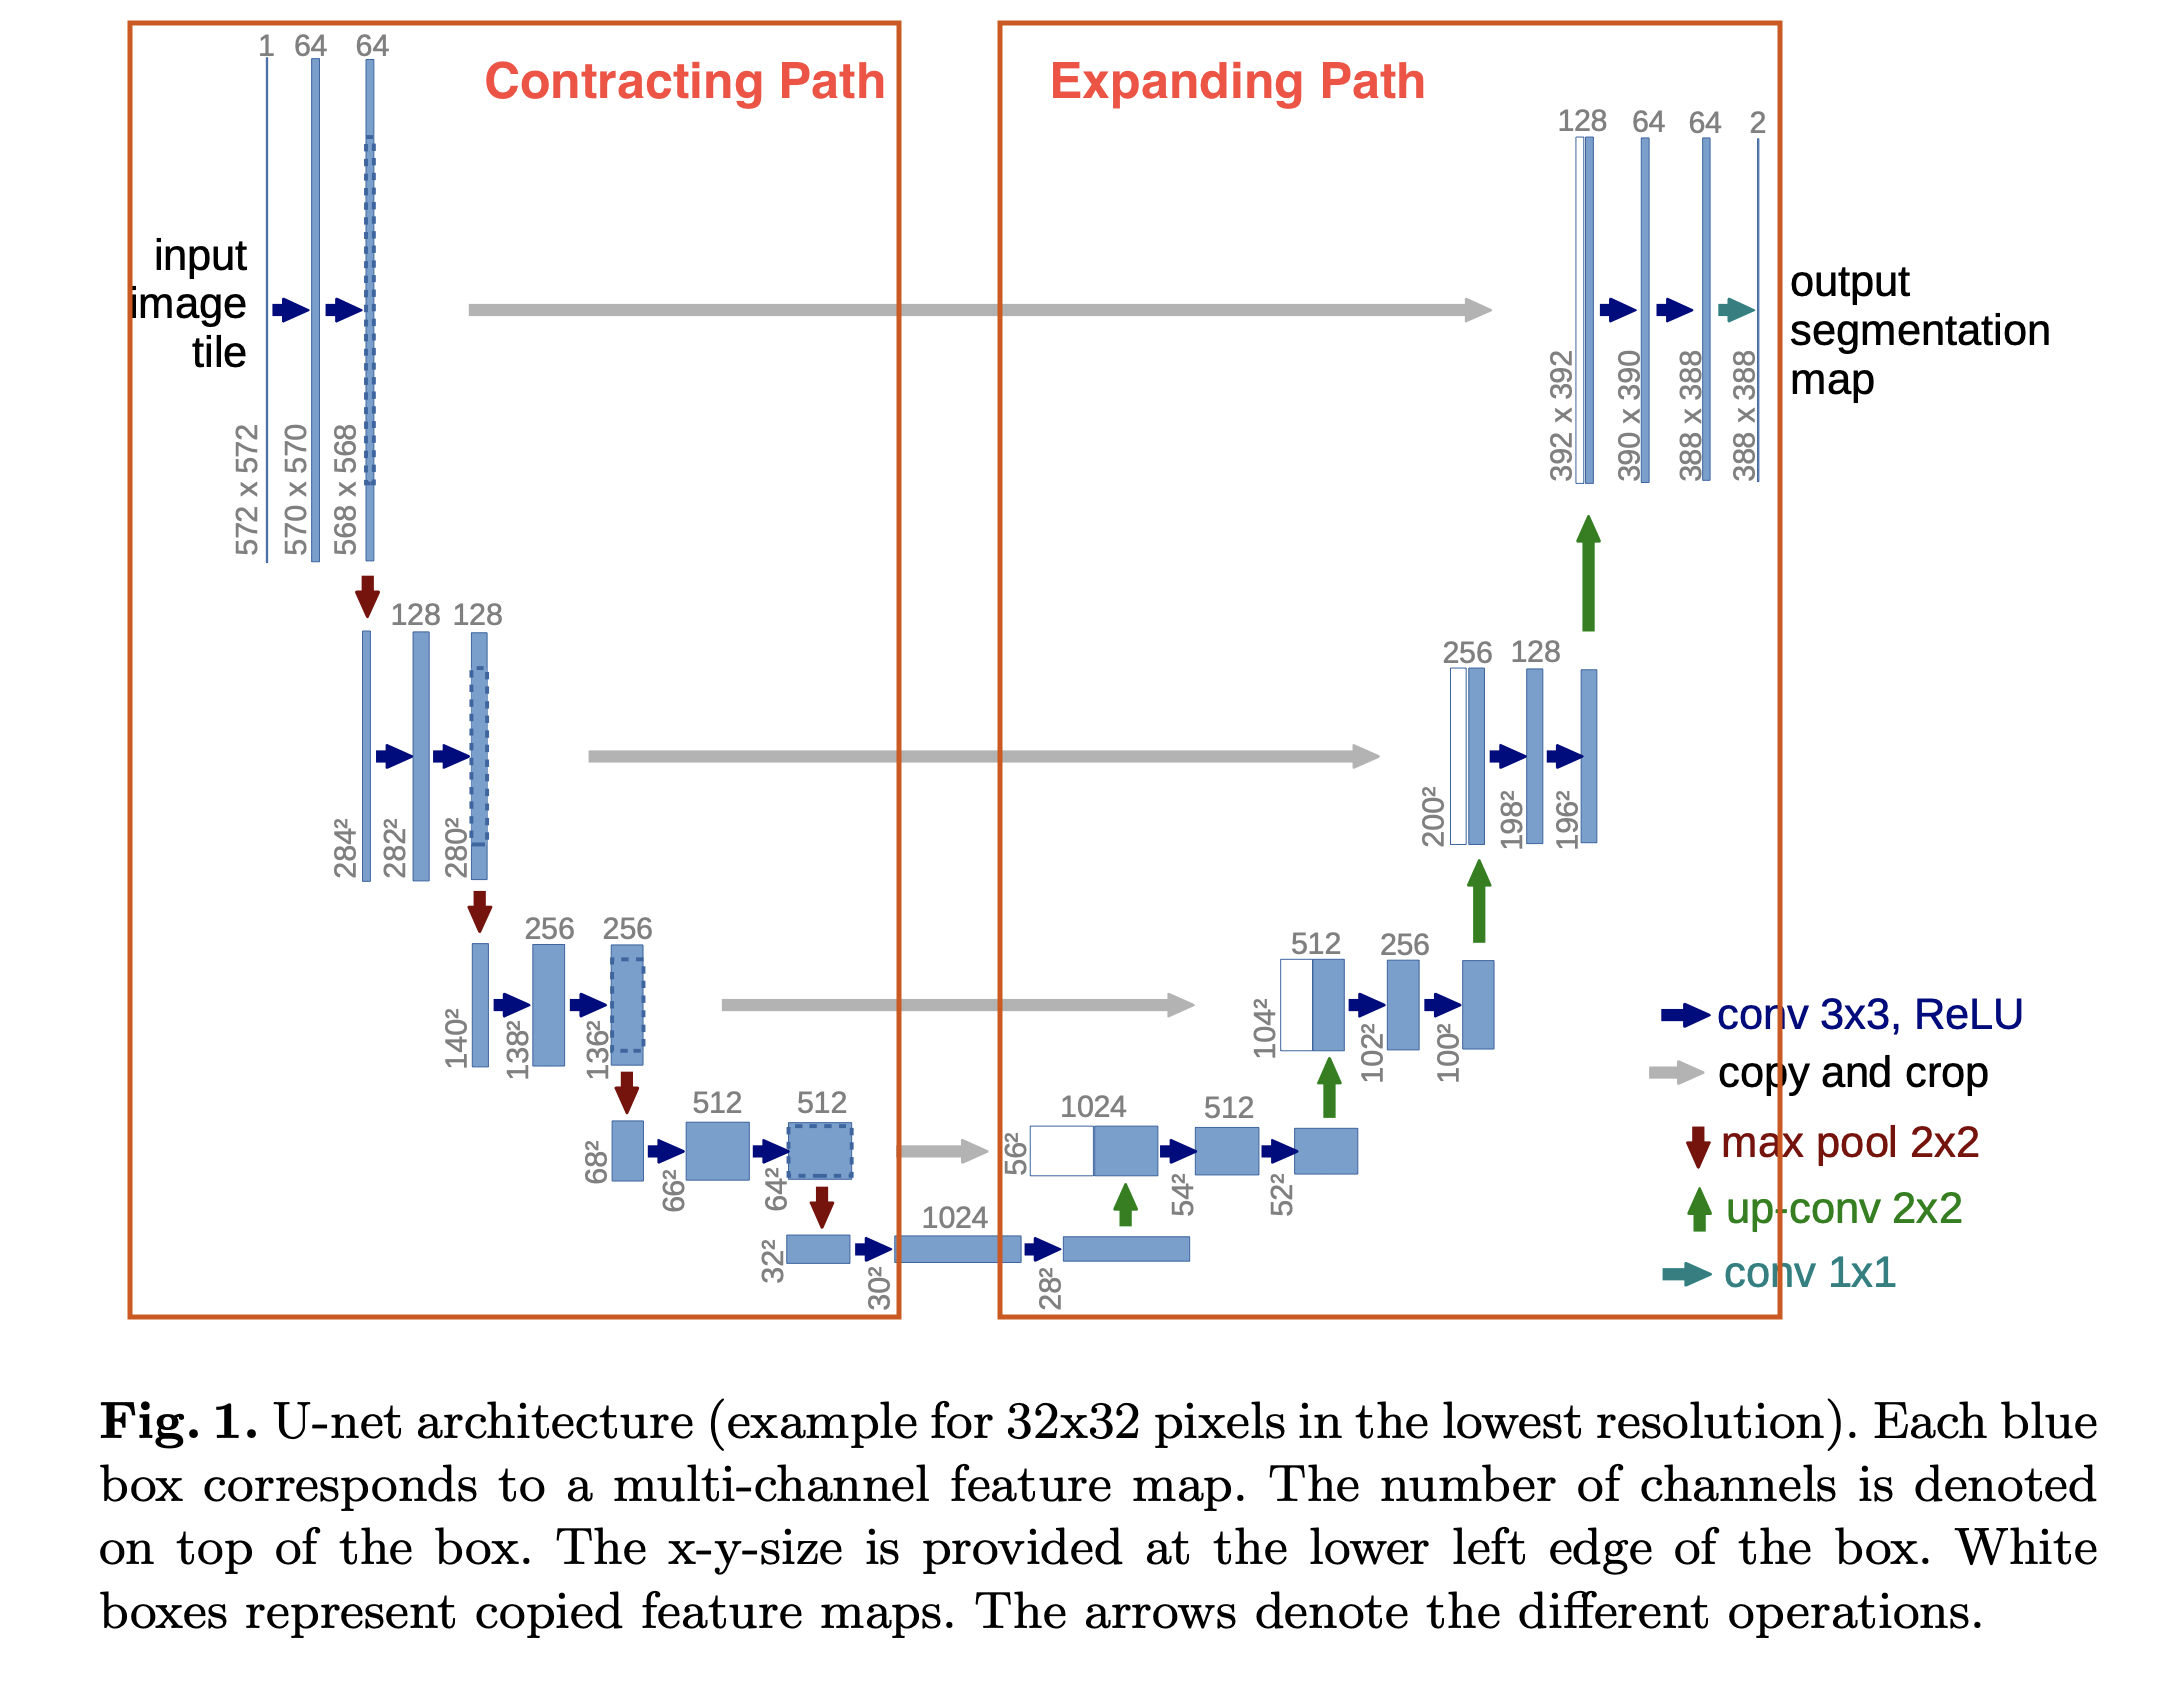 Contracting Path
Expanding Path
1 64 64
input
image
tile
572 x 572
570 x 570
568 x 568
128 64 64 2
392 x 392
390 x 390
388 x 388
388 x 388
output
segmentation
map
128 128
284²
282²
280²
256 128
200²
198²
196²
256 256
140²
138²
136²
512 256
104²
102²
100²
512 512
68²
66²
64²
1024 512
56²
54²
52²
1024
32²
30²
28²
conv 3x3, ReLU
copy and crop
max pool 2x2
up-conv 2x2
conv 1x1
Fig. 1. U-net architecture (example for 32x32 pixels in the lowest resolution). Each blue
box corresponds to a multi-channel feature map. The number of channels is denoted
on top of the box. The x-y-size is provided at the lower left edge of the box. White
boxes represent copied feature maps. The arrows denote the different operations.